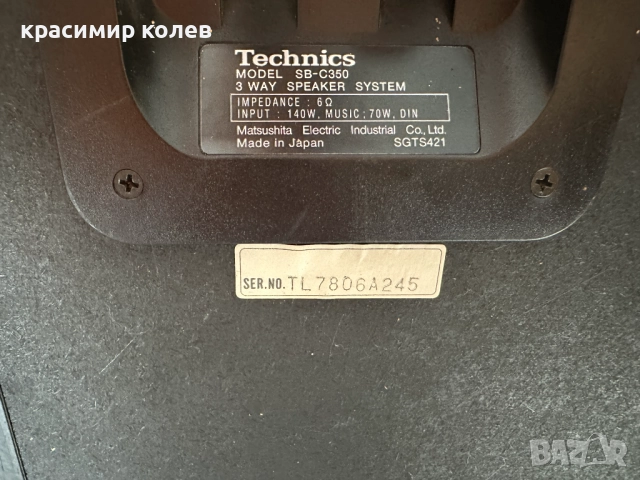 красимир колев
Technics
MODEL SB-C350
3 WAY SPEAKER SYSTEM
IMPEDANCE : 6Ω
INPUT : 140W, MUSIC ; 70W, DIN
Matsushita Electric Industrial Co., Ltd.
Made in Japan SGTS421
SER.NO. TL7806A245
BAZAR